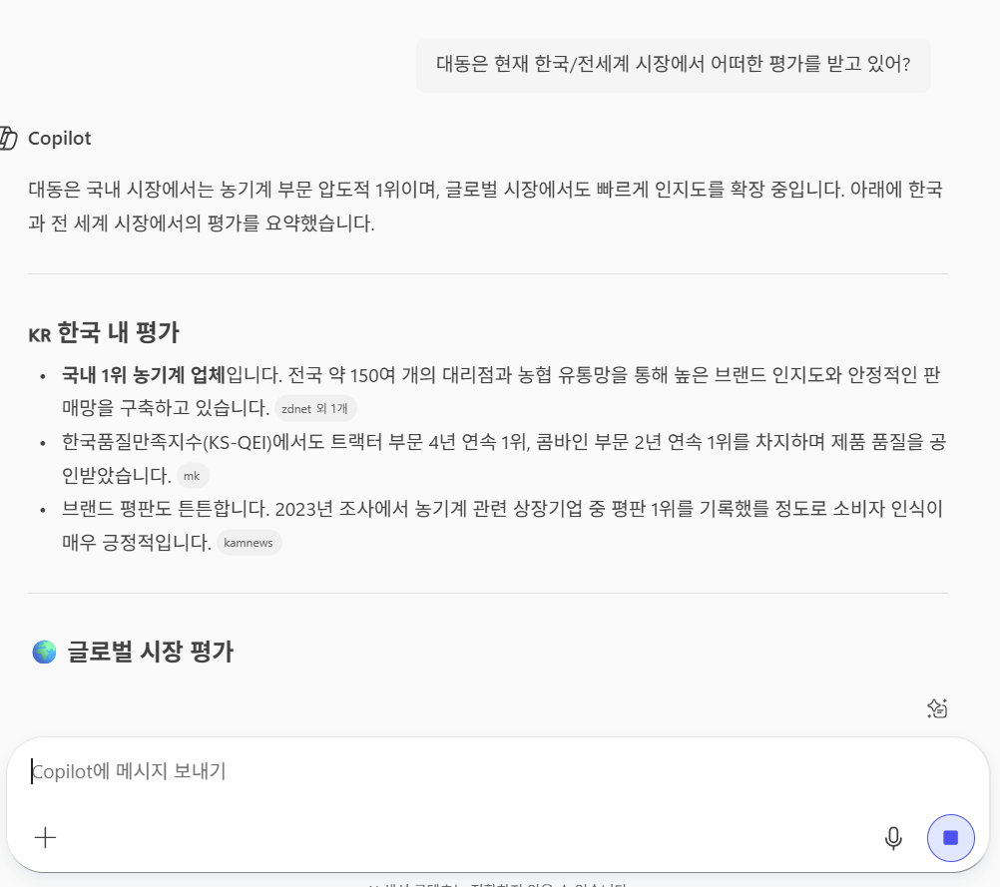 대동은 현재 한국/전세계 시장에서 어떠한 평가를 받고 있어?
Copilot
대동은 국내 시장에서는 농기계 부문 압도적 1위이며, 글로벌 시장에서도 빠르게 인지도를 확장 중입니다. 아래에 한국
과 전 세계 시장에서의 평가를 요약했습니다.
KR 한국 내 평가
• 국내 1위 농기계 업체입니다. 전국 약 150여 개의 대리점과 농협 유통망을 통해 높은 브랜드 인지도와 안정적인 판
매망을 구축하고 있습니다. zdnet 외 1개
• 한국품질만족지수(KS-QEI)에서도 트랙터 부문 4년 연속 1위, 콤바인 부문 2년 연속 1위를 차지하며 제품 품질을 공
인받았습니다. mk
• 브랜드 평판도 튼튼합니다. 2023년 조사에서 농기계 관련 상장기업 중 평판 1위를 기록했를 정도로 소비자 인식이
매우 긍정적입니다. kamnews
글로벌 시장 평가
Copilot에 메시지 보내기